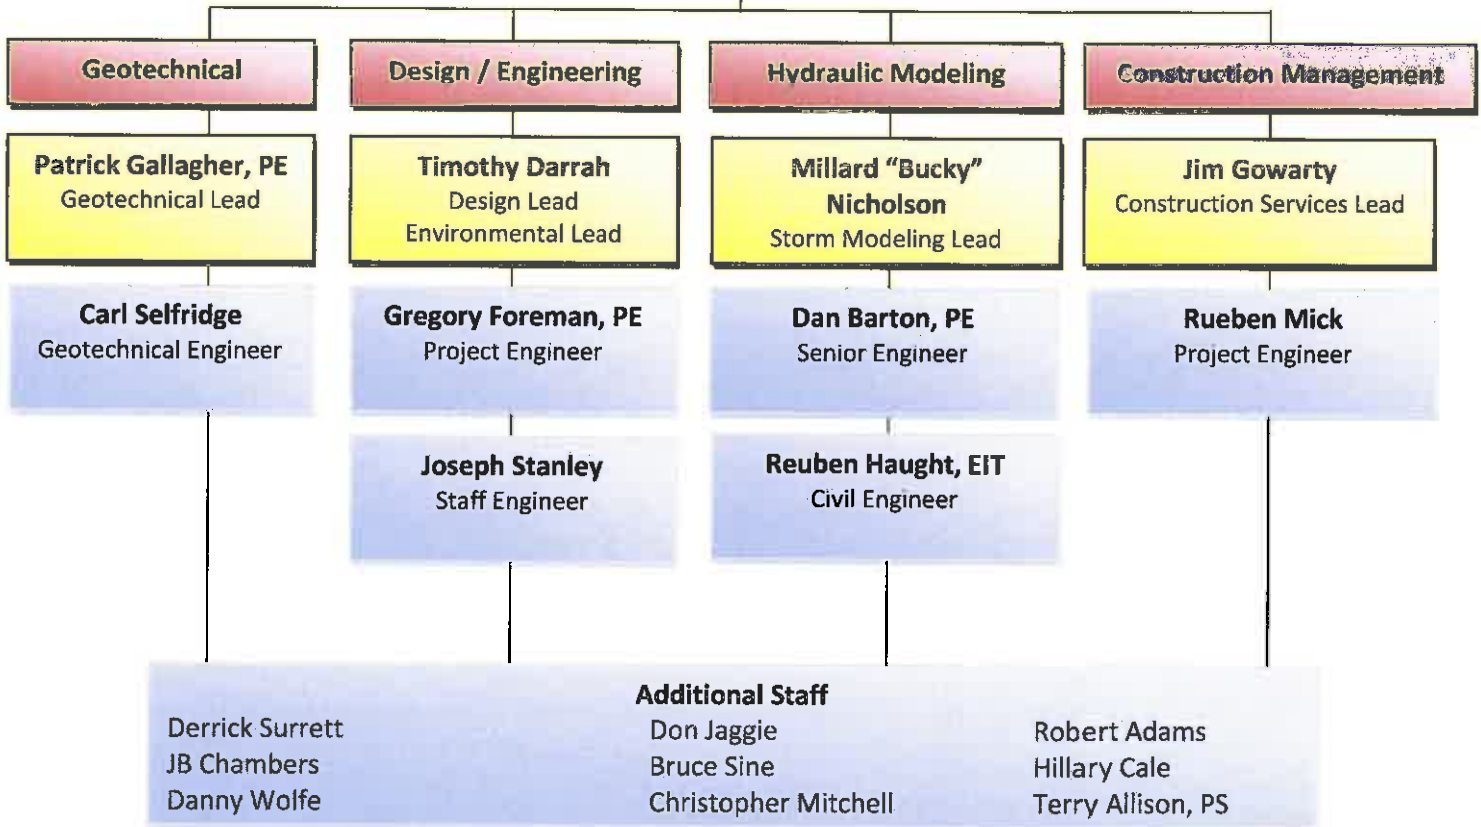 Geotechnical
Patrick Gallagher, PE
Geotechnical Lead
Carl Selfridge
Geotechnical Engineer
Design / Engineering
Timothy Darrah
Design Lead
Environmental Lead
Gregory Foreman, PE
Project Engineer
Joseph Stanley
Staff Engineer
Hydraulic Modeling
Millard “Bucky”
Nicholson
Storm Modeling Lead
Dan Barton, PE
Senior Engineer
Reuben Haught, EIT
Civil Engineer
Construction Management
Jim Gowarty
Construction Services Lead
Rueben Mick
Project Engineer
Additional Staff
Derrick Surrett
JB Chambers
Danny Wolfe
Don Jaggie
Bruce Sine
Christopher Mitchell
Robert Adams
Hillary Cale
Terry Allison, PS